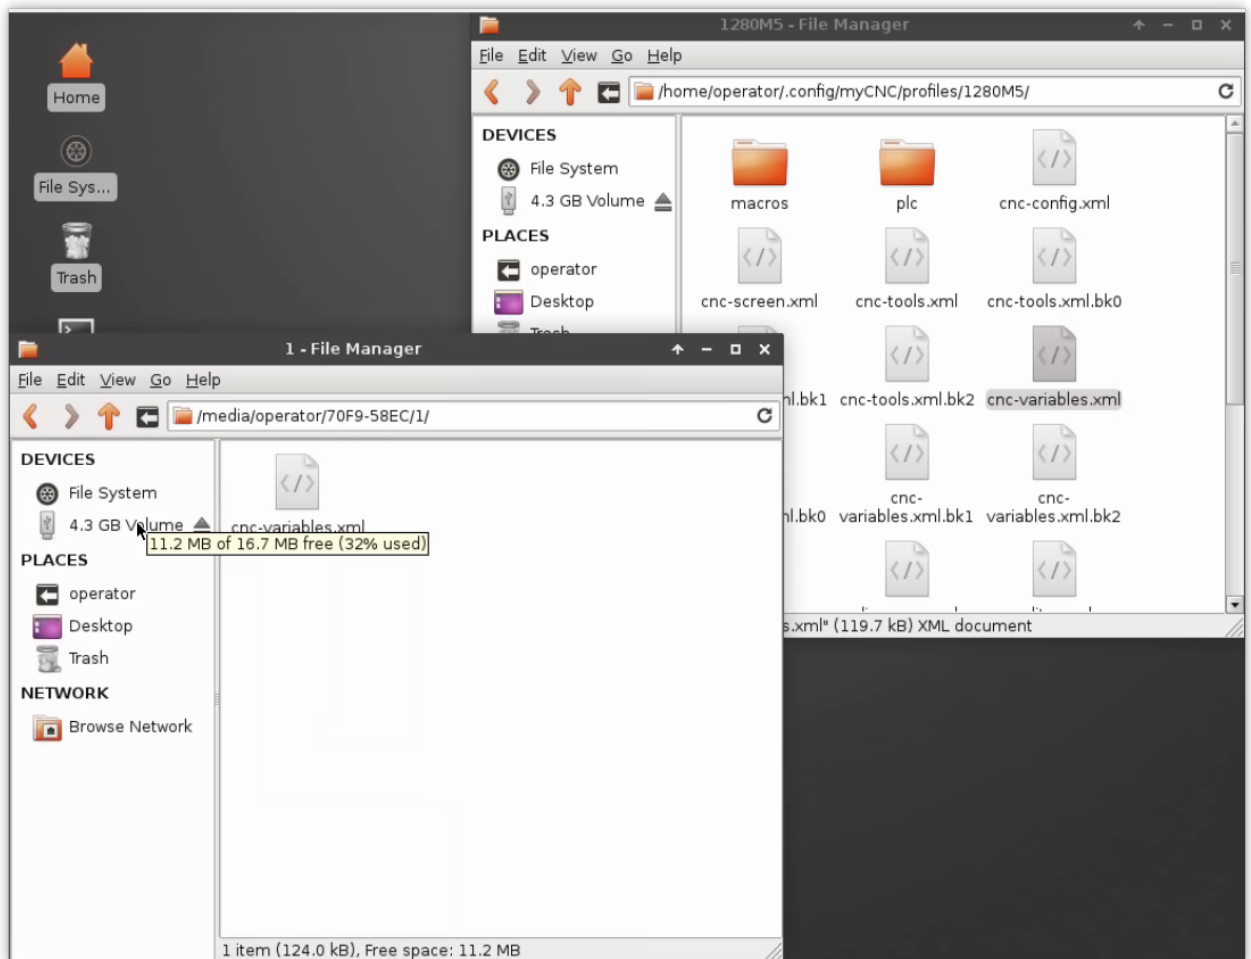 Home
File Sys...
Trash
1280M5 - File Manager
File Edit View Go Help
/home/operator/.config/myCNC/profiles/1280M5/
DEVICES
File System
4.3 GB Volume
PLACES
operator
Desktop
Trash
macros
plc
cnc-config.xml
cnc-screen.xml
cnc-tools.xml
cnc-tools.xml.bk0
nl.bk1
cnc-tools.xml.bk2
cnc-variables.xml
nl.bk0
cnc-
variables.xml.bk1
cnc-
variables.xml.bk2
s.xml" (119.7 kB) XML document
1 - File Manager
File Edit View Go Help
/media/operator/70F9-58EC/1/
DEVICES
File System
4.3 GB Volume
PLACES
operator
Desktop
Trash
NETWORK
Browse Network
cnc-variables.xml
11.2 MB of 16.7 MB free (32% used)
1 item (124.0 kB), Free space: 11.2 MB